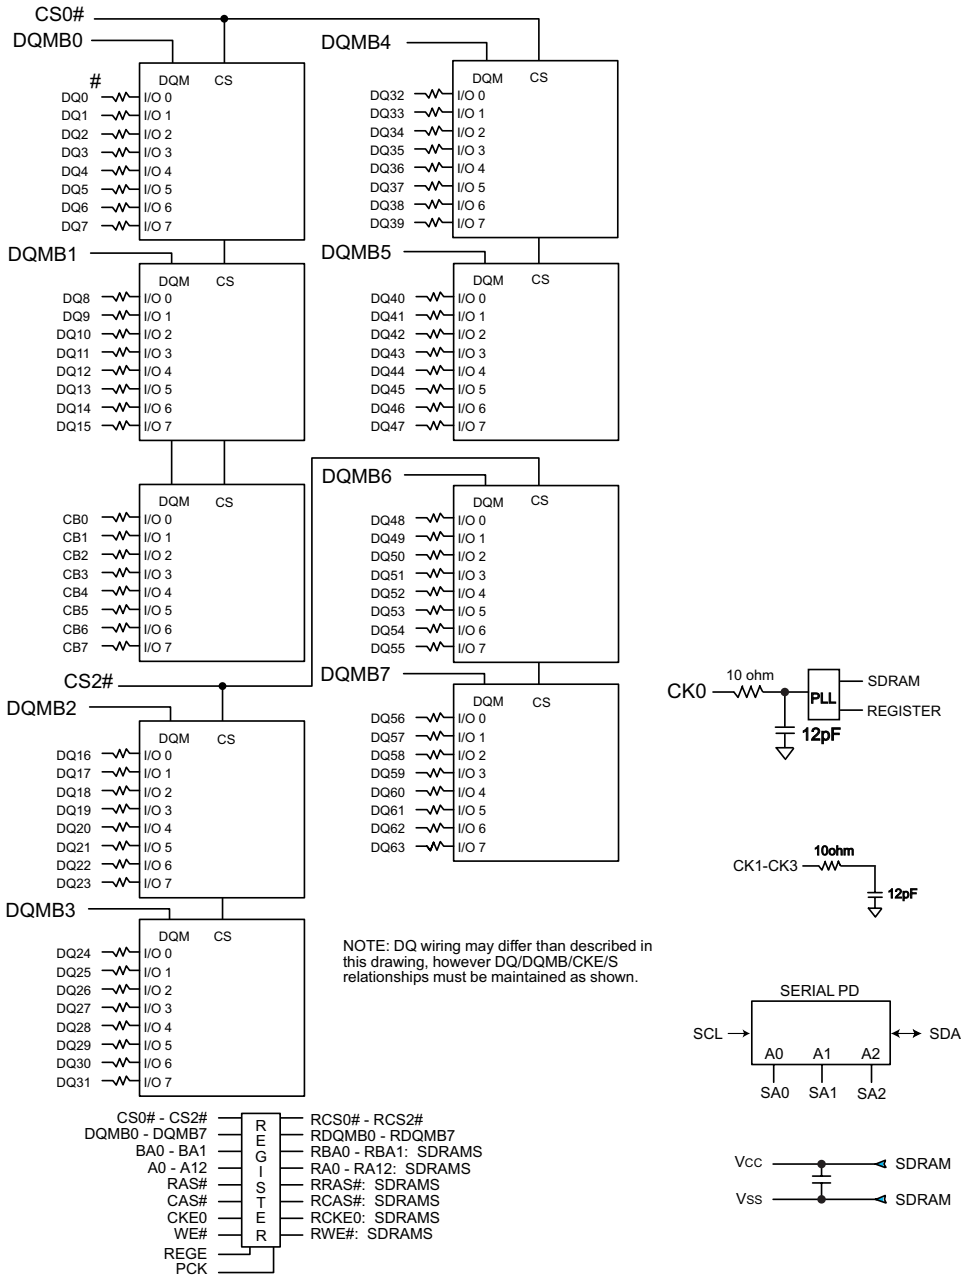 CS0#
DQMB0
#
DQM CS
DQ0 I/O 0
DQ1 I/O 1
DQ2 I/O 2
DQ3 I/O 3
DQ4 I/O 4
DQ5 I/O 5
DQ6 I/O 6
DQ7 I/O 7
DQMB1
DQM CS
DQ8 I/O 0
DQ9 I/O 1
DQ10 I/O 2
DQ11 I/O 3
DQ12 I/O 4
DQ13 I/O 5
DQ14 I/O 6
DQ15 I/O 7
DQM CS
CB0 I/O 0
CB1 I/O 1
CB2 I/O 2
CB3 I/O 3
CB4 I/O 4
CB5 I/O 5
CB6 I/O 6
CB7 I/O 7
CS2#
DQMB2
DQM CS
DQ16 I/O 0
DQ17 I/O 1
DQ18 I/O 2
DQ19 I/O 3
DQ20 I/O 4
DQ21 I/O 5
DQ22 I/O 6
DQ23 I/O 7
DQMB3
DQM CS
DQ24 I/O 0
DQ25 I/O 1
DQ26 I/O 2
DQ27 I/O 3
DQ28 I/O 4
DQ29 I/O 5
DQ30 I/O 6
DQ31 I/O 7
DQMB4
DQM CS
DQ32 I/O 0
DQ33 I/O 1
DQ34 I/O 2
DQ35 I/O 3
DQ36 I/O 4
DQ37 I/O 5
DQ38 I/O 6
DQ39 I/O 7
DQMB5
DQM CS
DQ40 I/O 0
DQ41 I/O 1
DQ42 I/O 2
DQ43 I/O 3
DQ44 I/O 4
DQ45 I/O 5
DQ46 I/O 6
DQ47 I/O 7
DQMB6
DQM CS
DQ48 I/O 0
DQ49 I/O 1
DQ50 I/O 2
DQ51 I/O 3
DQ52 I/O 4
DQ53 I/O 5
DQ54 I/O 6
DQ55 I/O 7
DQMB7
DQM CS
DQ56 I/O 0
DQ57 I/O 1
DQ58 I/O 2
DQ59 I/O 3
DQ60 I/O 4
DQ61 I/O 5
DQ62 I/O 6
DQ63 I/O 7
NOTE: DQ wiring may differ than described in
this drawing, however DQ/DQMB/CKE/S
relationships must be maintained as shown.
CS0# - CS2# RCS0# - RCS2#
DQMB0 - DQMB7 RDQMB0 - RDQMB7
BA0 - BA1 RBA0 - RBA1: SDRAMS
A0 - A12 RA0 - RA12: SDRAMS
RAS# RRAS#: SDRAMS
CAS# RCAS#: SDRAMS
CKE0 RCKE0: SDRAMS
WE# RWE#: SDRAMS
REGE
PCK
REGISTER
10 ohm
CK0 PLL
SDRAM
REGISTER
12pF
10ohm
CK1-CK3
12pF
SERIAL PD
SCL SDA
A0 A1 A2
SA0 SA1 SA2
Vcc SDRAM
Vss SDRAM